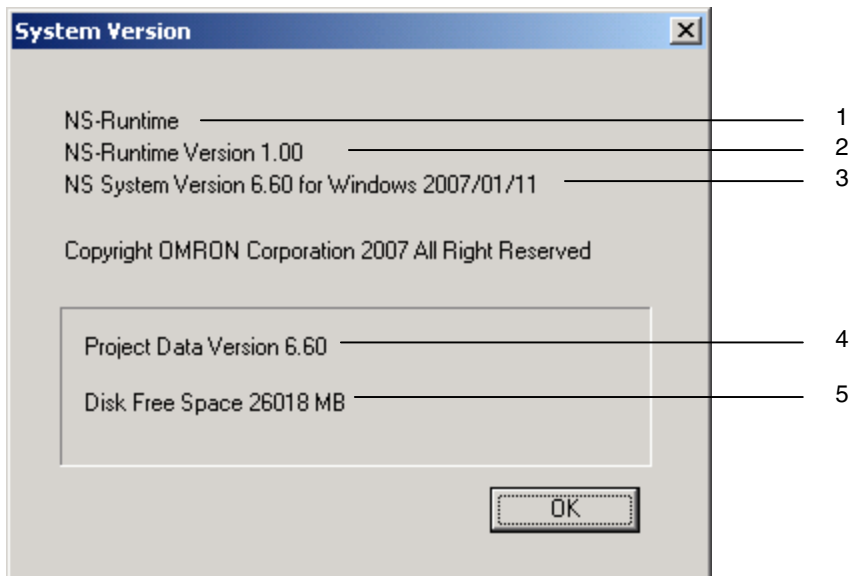 System Version
NS-Runtime 1
NS-Runtime Version 1.00 2
NS System Version 6.60 for Windows 2007/01/11 3
Copyright OMRON Corporation 2007 All Right Reserved
Project Data Version 6.60 4
Disk Free Space 26018 MB 5
OK